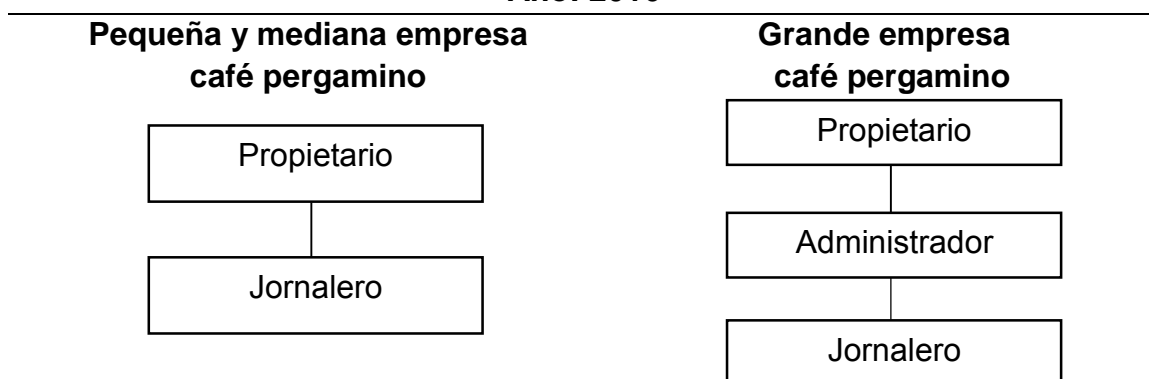 Pequeña y mediana empresa
café pergamino
Propietario
Jornalero
Grande empresa
café pergamino
Propietario
Administrador
Jornalero